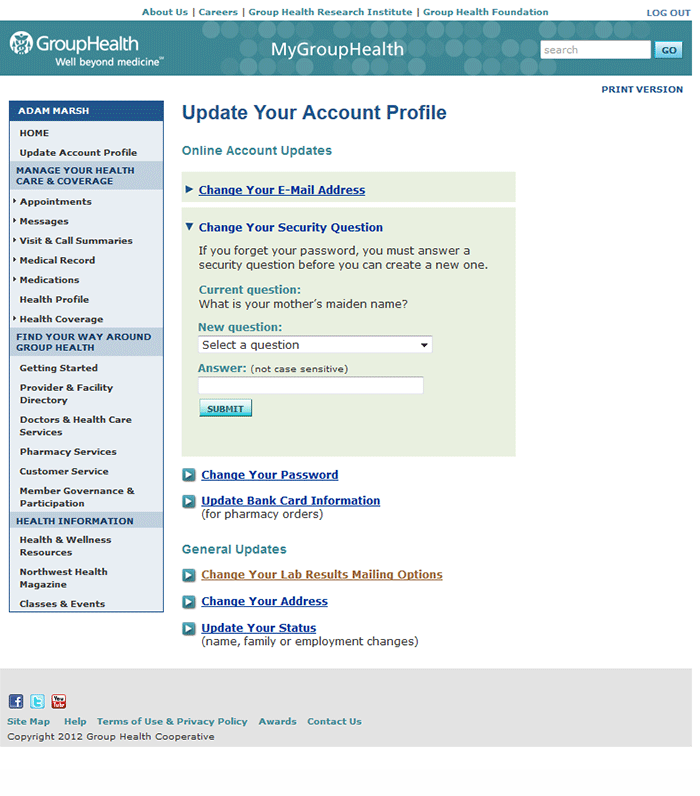 About Us | Careers | Group Health Research Institute | Group Health Foundation
LOG OUT
GroupHealth
Well beyond medicine℠
MyGroupHealth
search
GO
PRINT VERSION
ADAM MARSH
HOME
Update Account Profile
MANAGE YOUR HEALTH
CARE & COVERAGE
Appointments
Messages
Visit & Call Summaries
Medical Record
Medications
Health Profile
Health Coverage
FIND YOUR WAY AROUND
GROUP HEALTH
Getting Started
Provider & Facility
Directory
Doctors & Health Care
Services
Pharmacy Services
Customer Service
Member Governance &
Participation
HEALTH INFORMATION
Health & Wellness
Resources
Northwest Health
Magazine
Classes & Events
Update Your Account Profile
Online Account Updates
Change Your E-Mail Address
Change Your Security Question
If you forget your password, you must answer a
security question before you can create a new one.
Current question:
What is your mother's maiden name?
New question:
Select a question
Answer: (not case sensitive)
SUBMIT
Change Your Password
Update Bank Card Information
(for pharmacy orders)
General Updates
Change Your Lab Results Mailing Options
Change Your Address
Update Your Status
(name, family or employment changes)
You Tube
Site Map Help Terms of Use & Privacy Policy Awards Contact Us
Copyright 2012 Group Health Cooperative